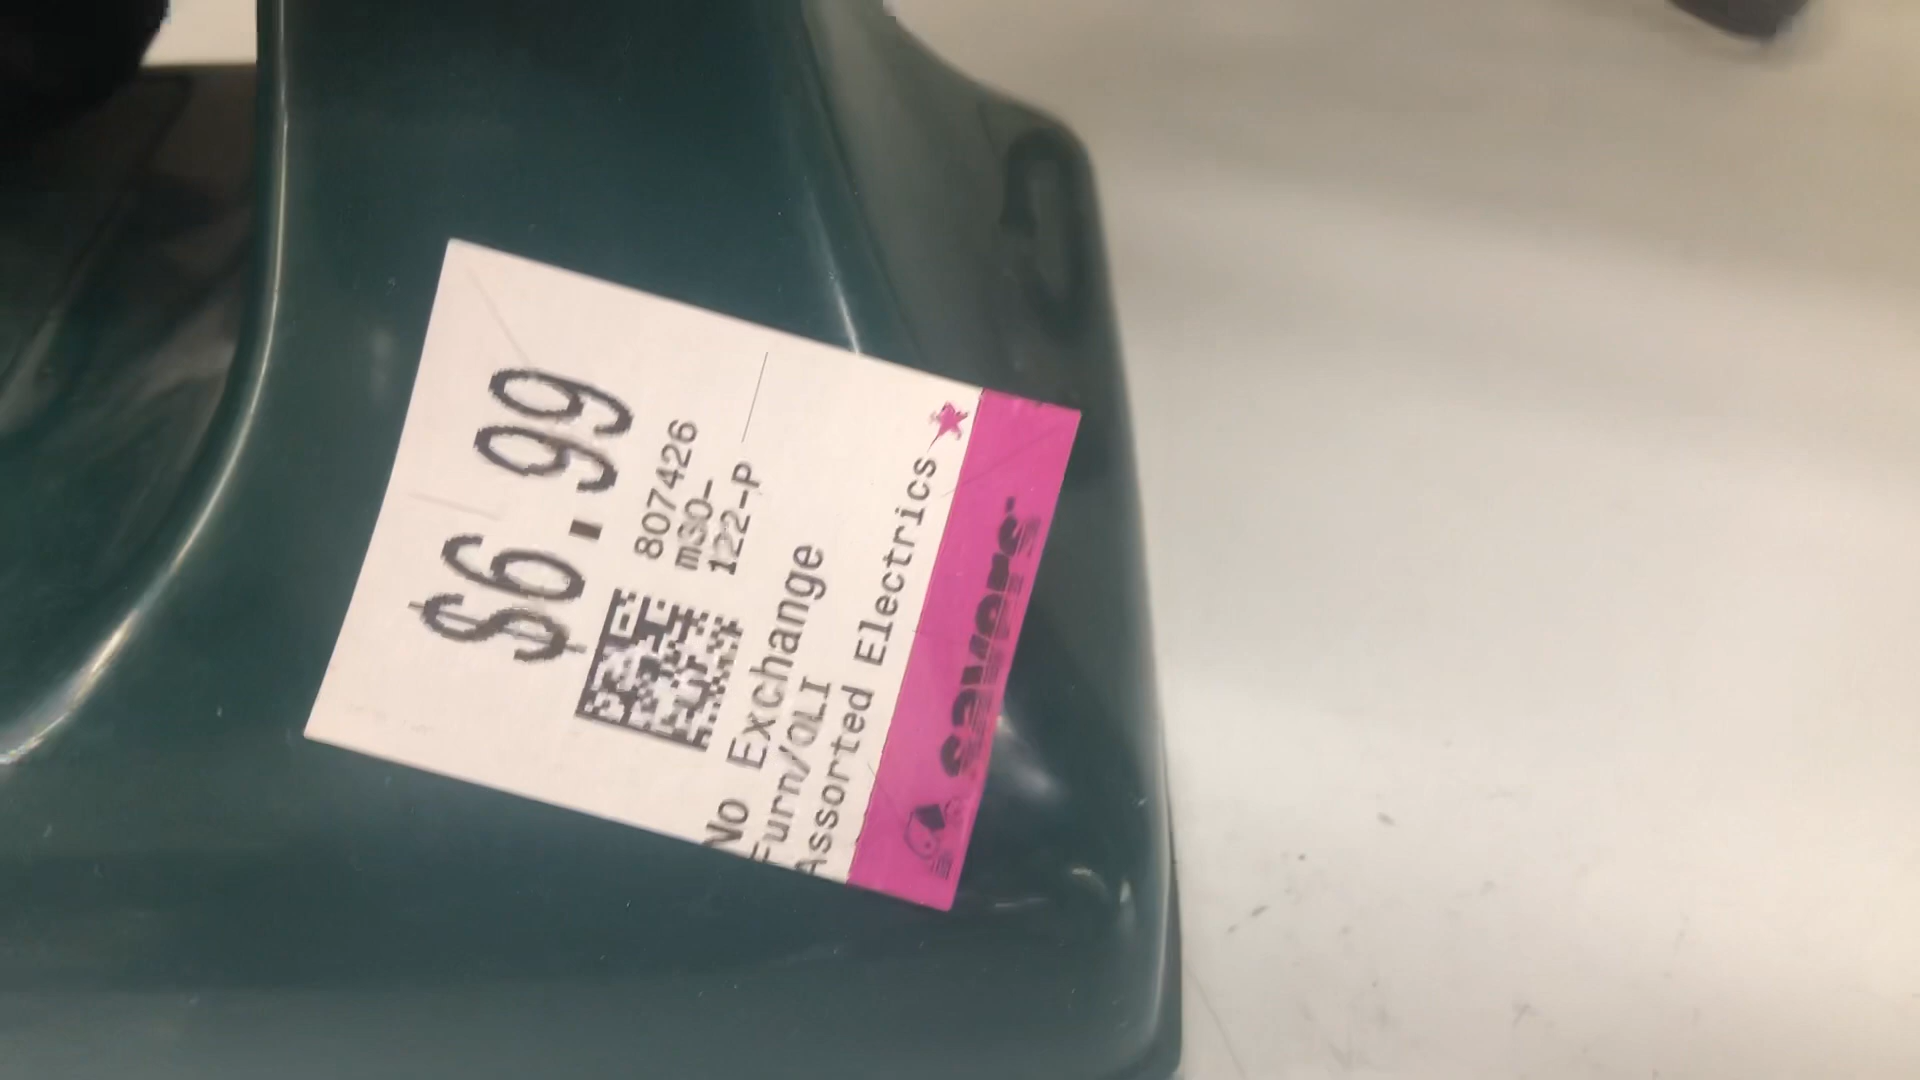 $6.99
807426
m30-
122-P
No Exchange
Furn/OLI
Assorted Electrics
savers